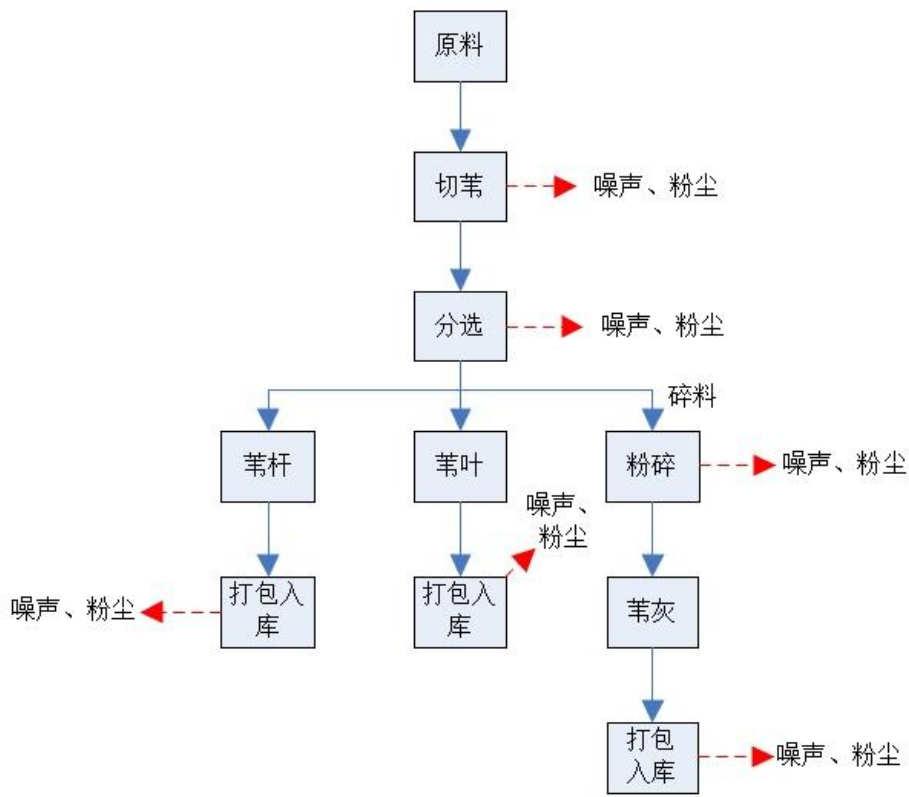 原料
切苇
噪声、粉尘
分选
噪声、粉尘
碎料
苇杆
苇叶
粉碎
噪声、粉尘
噪声、
粉尘
打包入
库
噪声、粉尘
打包入
库
苇灰
打包
入库
噪声、粉尘